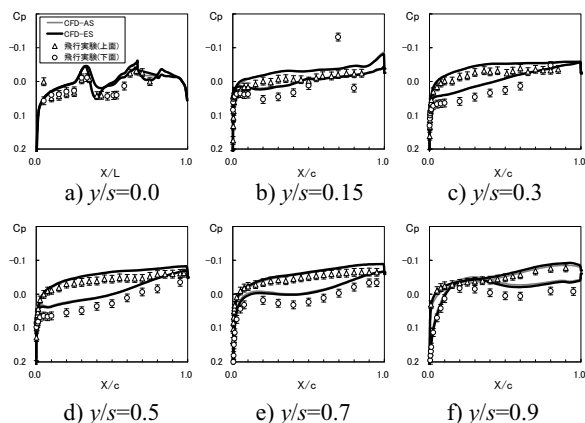 Cp
CFD-AS
CFD-ES
飛行実験(上面)
飛行実験(下面)
-0.1
0.0
0.1
0.2
0.0
1.0
X/L
a) y/s=0.0
Cp
-0.1
0.0
0.1
0.2
0.0
1.0
X/c
b) y/s=0.15
Cp
-0.1
0.0
0.1
0.2
0.0
1.0
X/c
c) y/s=0.3
Cp
-0.1
0.0
0.1
0.2
0.0
1.0
X/c
d) y/s=0.5
Cp
-0.1
0.0
0.1
0.2
0.0
1.0
X/c
e) y/s=0.7
Cp
-0.1
0.0
0.1
0.2
0.0
1.0
X/c
f) y/s=0.9